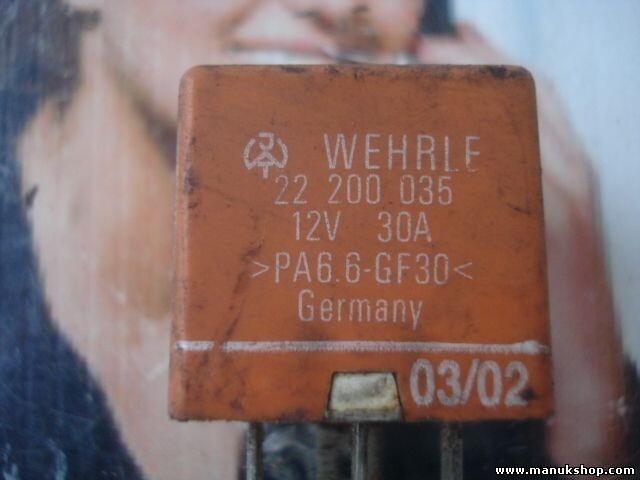 WEHRLE
22 200 035
12V 30A
>PA6.6-GF30<
Germany
03/02
www.manukshop.com